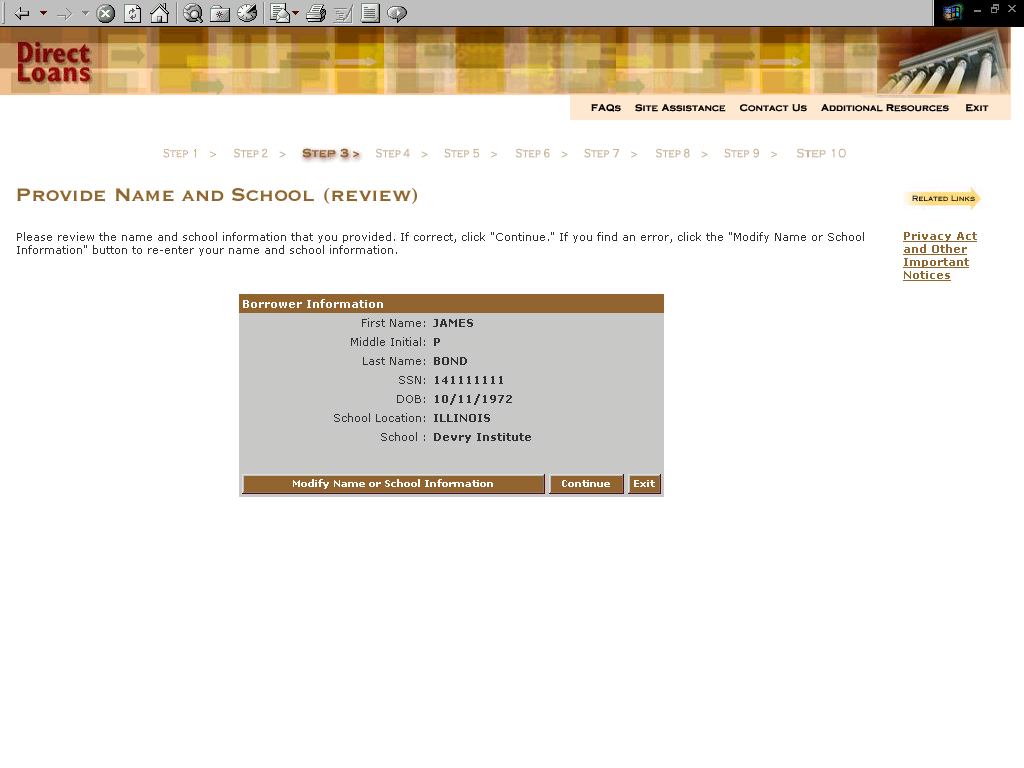 Direct
Loans
FAQs Site Assistance Contact Us Additional Resources Exit
Step 1 > Step 2 > Step 3 > Step 4 > Step 5 > Step 6 > Step 7 > Step 8 > Step 9 > Step 10
Provide Name and School (review)
Related Links
Please review the name and school information that you provided. If correct, click "Continue." If you find an error, click the "Modify Name or School
Information" button to re-enter your name and school information.
Privacy Act
and Other
Important
Notices
Borrower Information
First Name: JAMES
Middle Initial: P
Last Name: BOND
SSN: 141111111
DOB: 10/11/1972
School Location: ILLINOIS
School : Devry Institute
Modify Name or School Information Continue Exit